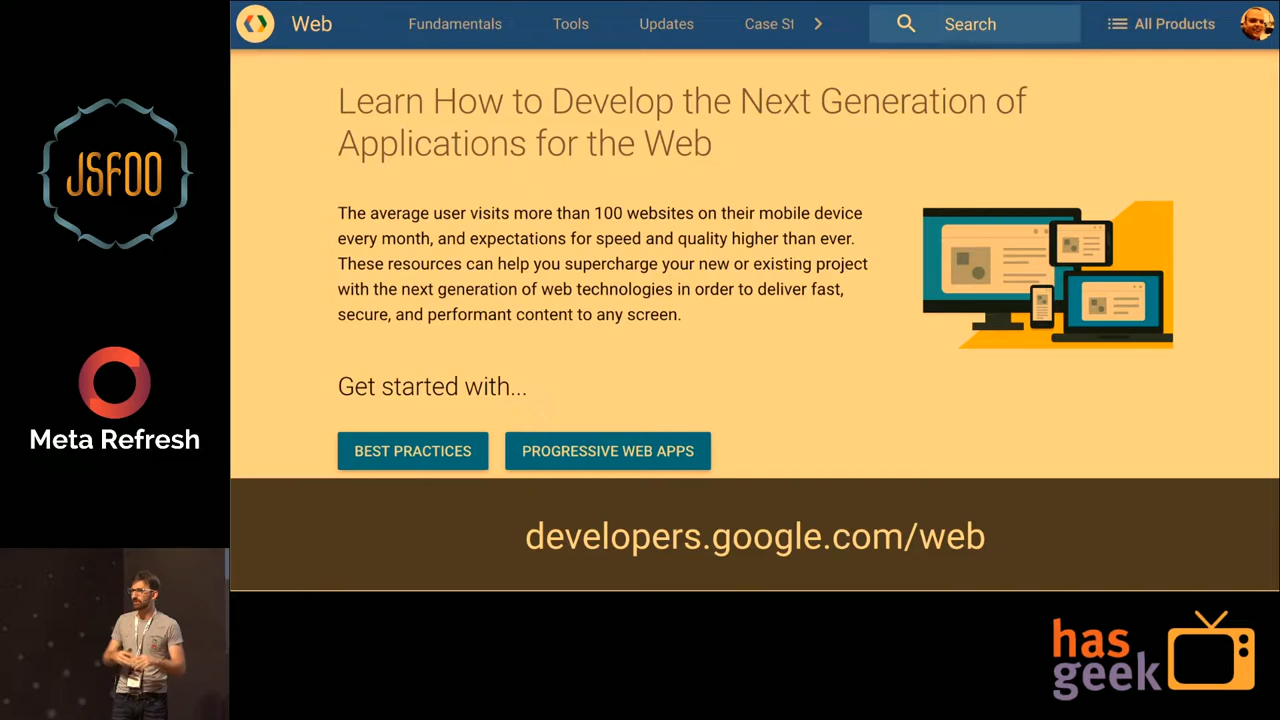 Web
Fundamentals
Tools
Updates
Case St
Search
All Products
JSFOO
Learn How to Develop the Next Generation of
Applications for the Web
The average user visits more than 100 websites on their mobile device
every month, and expectations for speed and quality higher than ever.
These resources can help you supercharge your new or existing project
with the next generation of web technologies in order to deliver fast,
secure, and performant content to any screen.
Get started with...
Meta Refresh
BEST PRACTICES
PROGRESSIVE WEB APPS
developers.google.com/web
has
geek